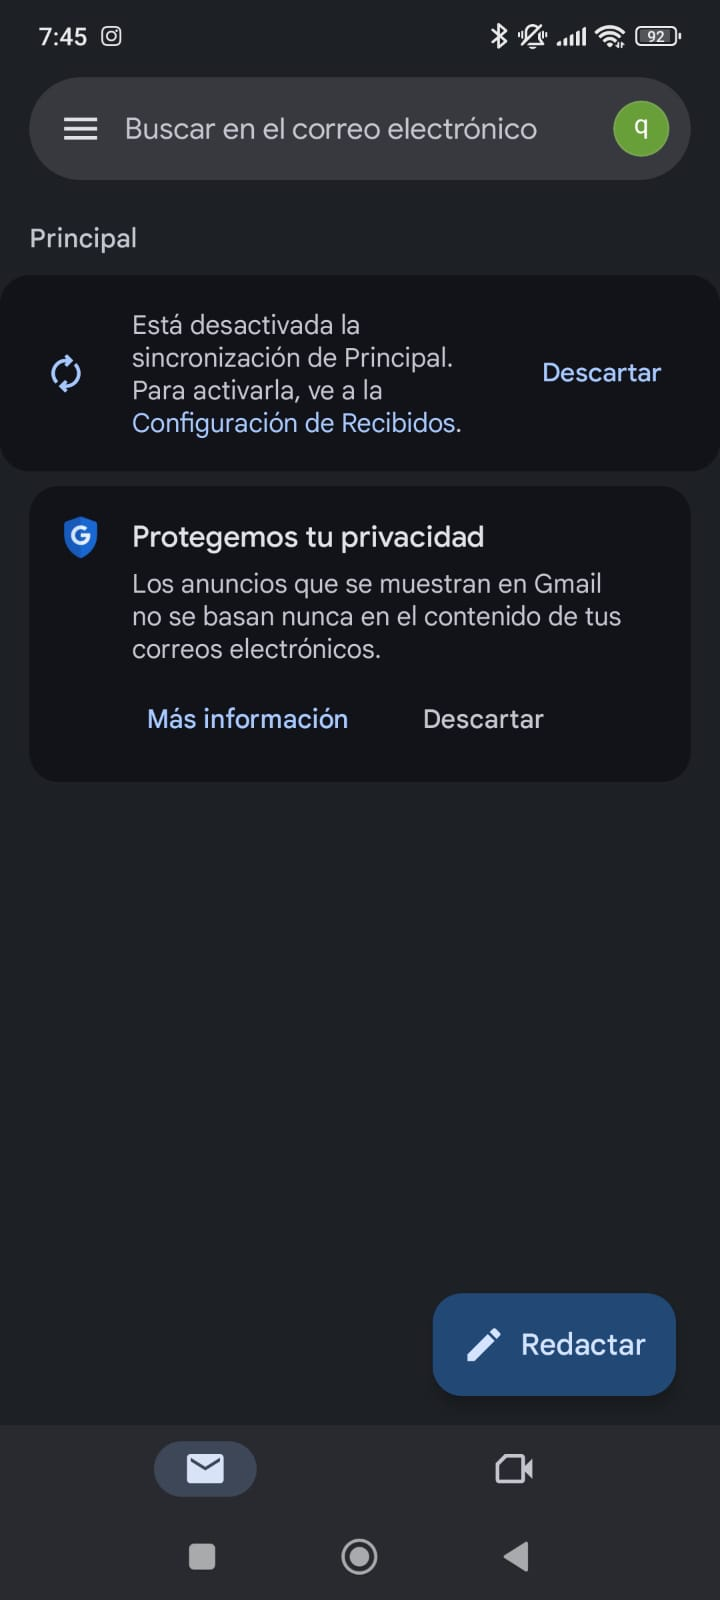 7:45
92
Buscar en el correo electrónico
q
Principal
Está desactivada la
sincronización de Principal.
Para activarla, ve a la
Configuración de Recibidos.
Descartar
G
Protegemos tu privacidad
Los anuncios que se muestran en Gmail
no se basan nunca en el contenido de tus
correos electrónicos.
Más información
Descartar
Redactar